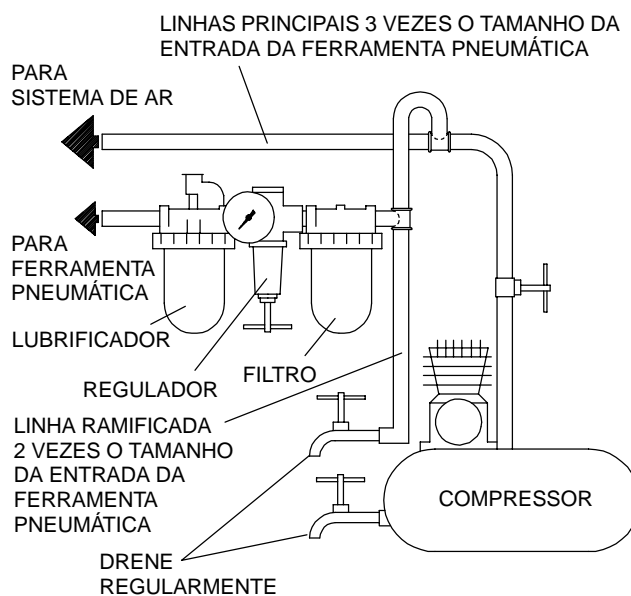 LINHAS PRINCIPAIS 3 VEZES O TAMANHO DA
ENTRADA DA FERRAMENTA PNEUMÁTICA
PARA
SISTEMA DE AR
PARA
FERRAMENTA
PNEUMÁTICA
LUBRIFICADOR
REGULADOR
FILTRO
LINHA RAMIFICADA
2 VEZES O TAMANHO
DA ENTRADA DA
FERRAMENTA
PNEUMÁTICA
COMPRESSOR
DRENE
REGULARMENTE